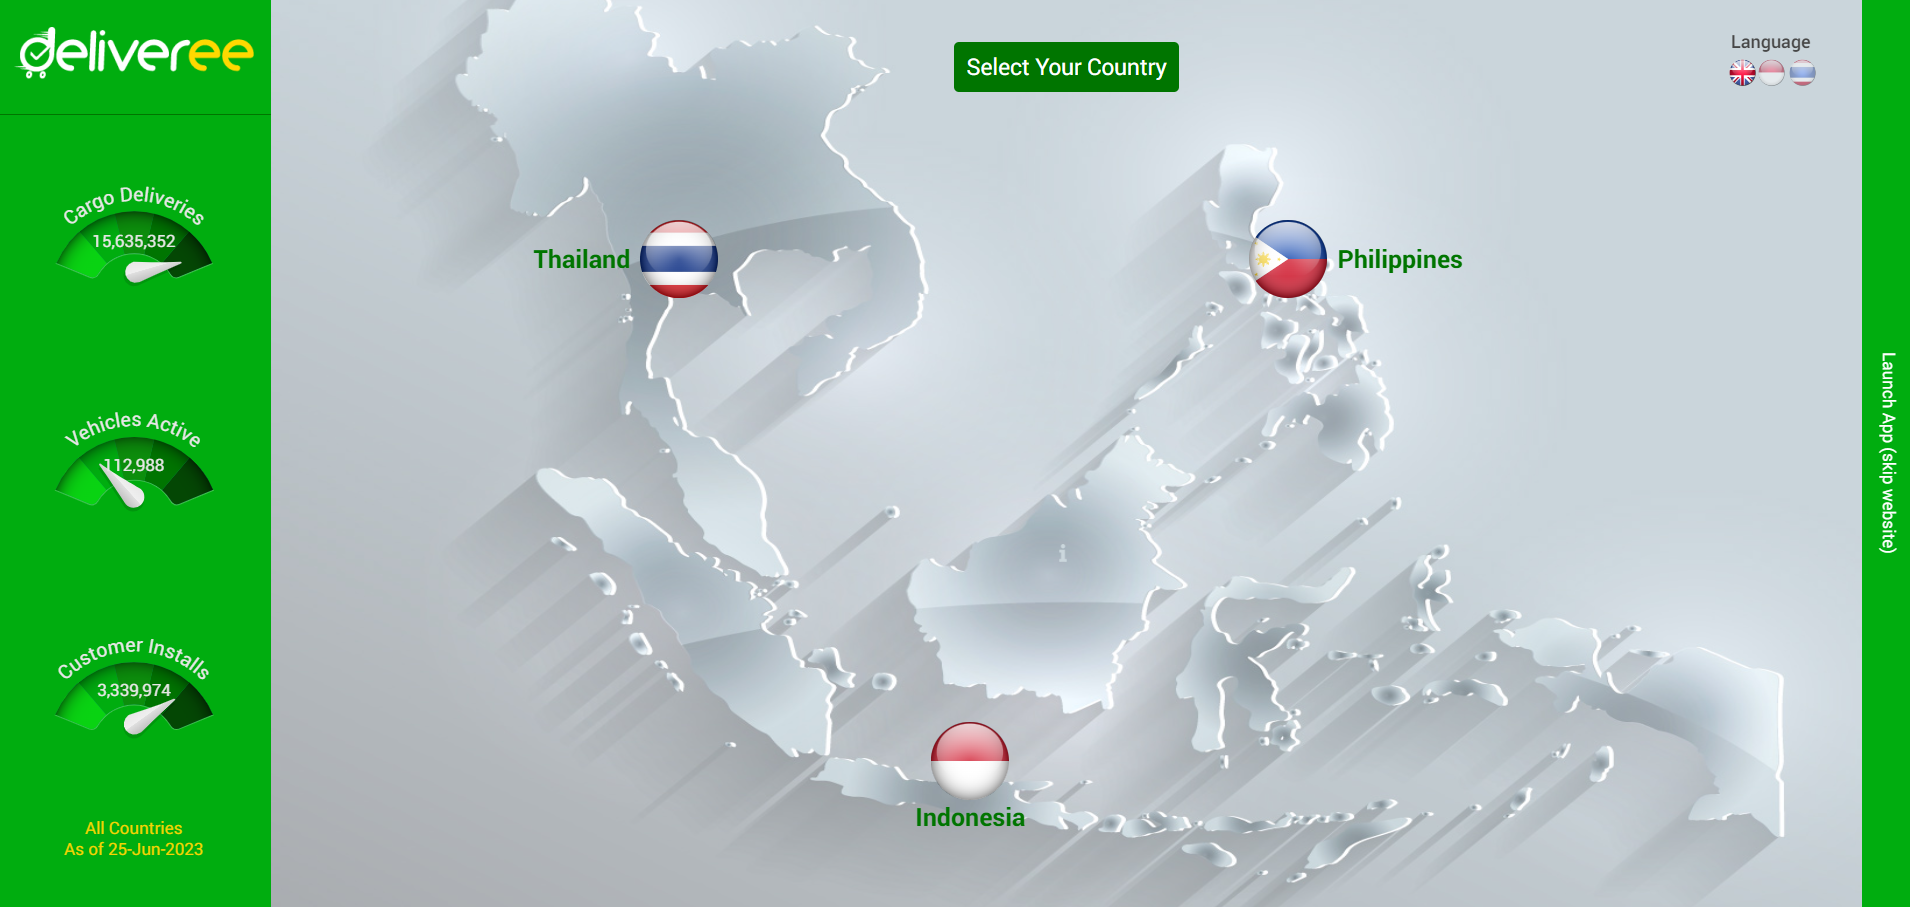 deliveree
Cargo Deliveries
15,635,352
Vehicles Active
112,988
Customer Installs
3,339,974
All Countries
As of 25-Jun-2023
Select Your Country
Language
Thailand
Philippines
i
Indonesia
Launch App (skip website)